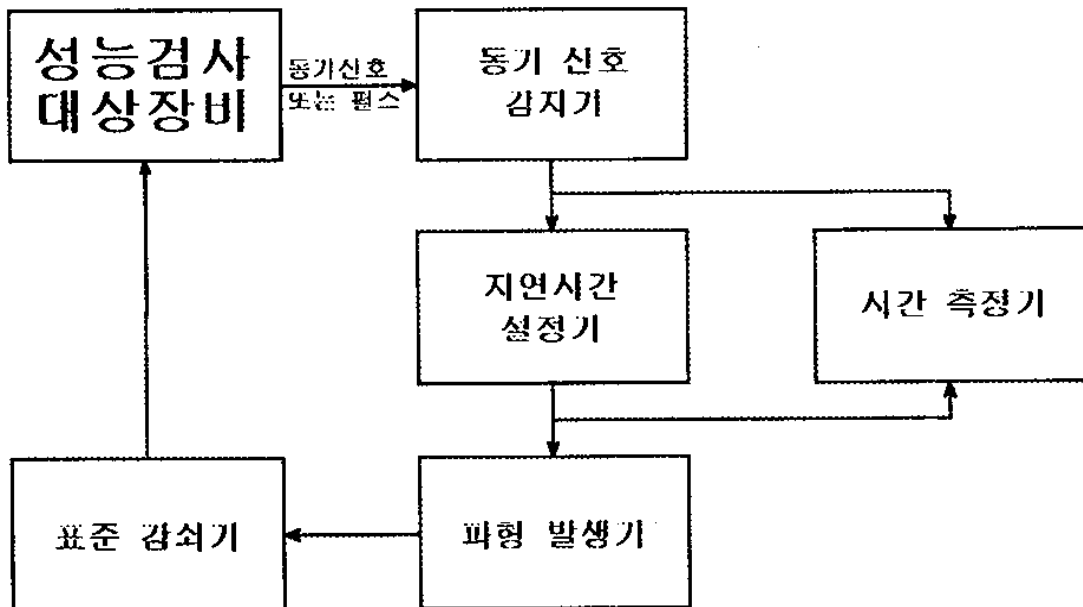 성능검사
대상장비
동기신호
또는 펄스
동기 신호
감지기
지연시간
설정기
시간 측정기
표준 감쇠기
파형 발생기